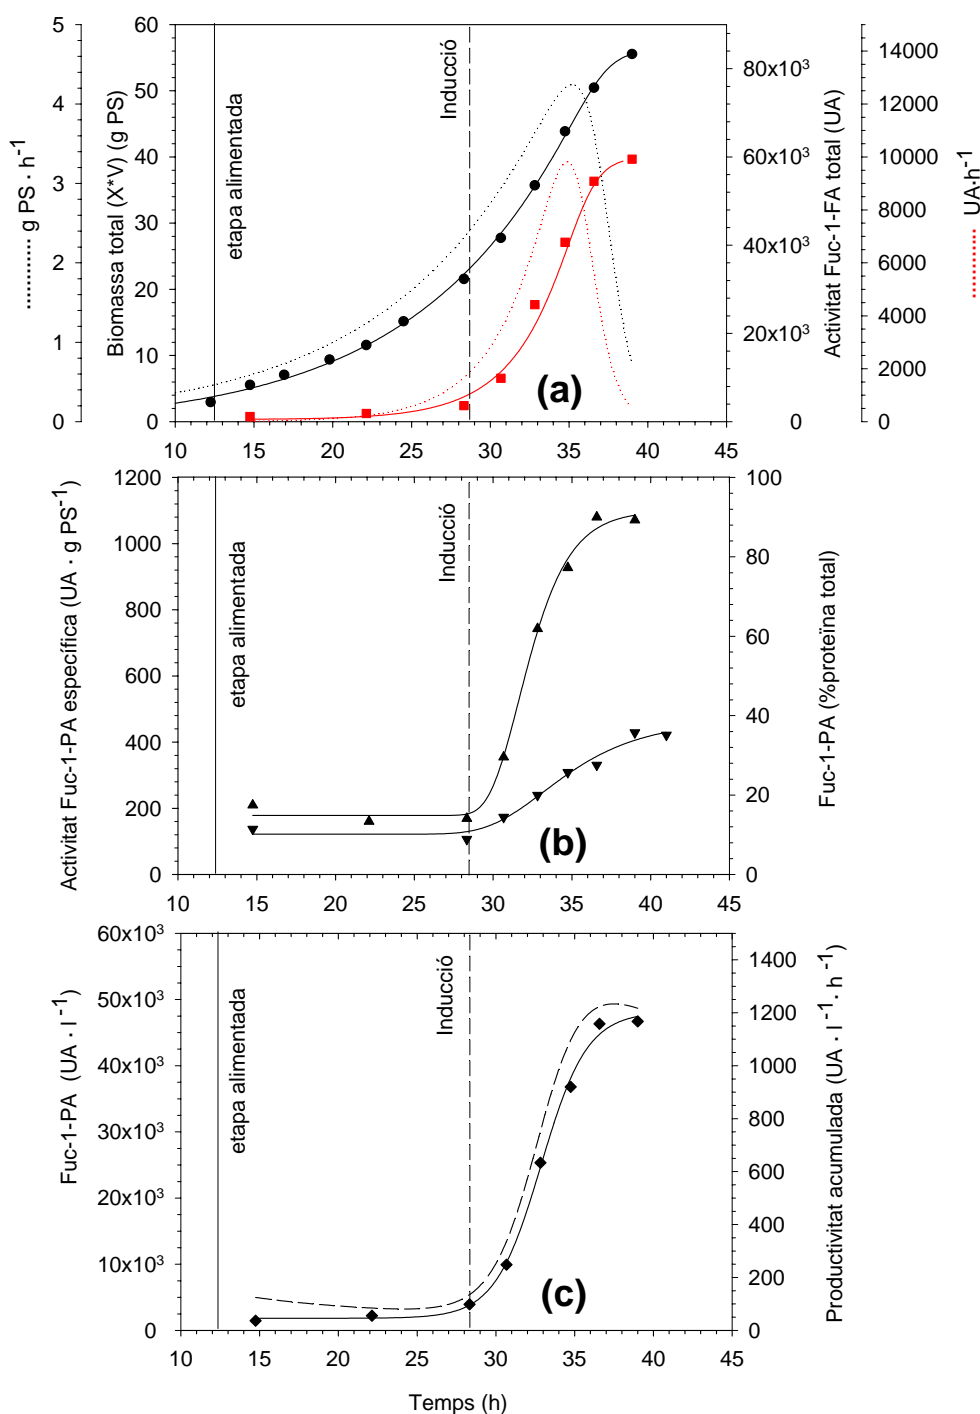 g PS · h-1
5
4
3
2
1
0
Biomassa total (X*V) (g PS)
60
50
40
30
20
10
0
etapa alimentada
Inducció
(a)
80x10³
60x10³
40x10³
20x10³
0
Activitat Fuc-1-FA total (UA)
14000
12000
10000
8000
6000
4000
2000
0
UA·h-1
10 15 20 25 30 35 40 45
Activitat Fuc-1-PA específica (UA · g PS-1)
1200
1000
800
600
400
200
0
etapa alimentada
Inducció
(b)
100
80
60
40
20
0
Fuc-1-PA (%proteïna total)
10 15 20 25 30 35 40 45
Fuc-1-PA (UA · l-1)
60x10³
50x10³
40x10³
30x10³
20x10³
10x10³
0
etapa alimentada
Inducció
(c)
1400
1200
1000
800
600
400
200
0
Productivitat acumulada (UA · l-1 · h-1)
10 15 20 25 30 35 40 45
Temps (h)